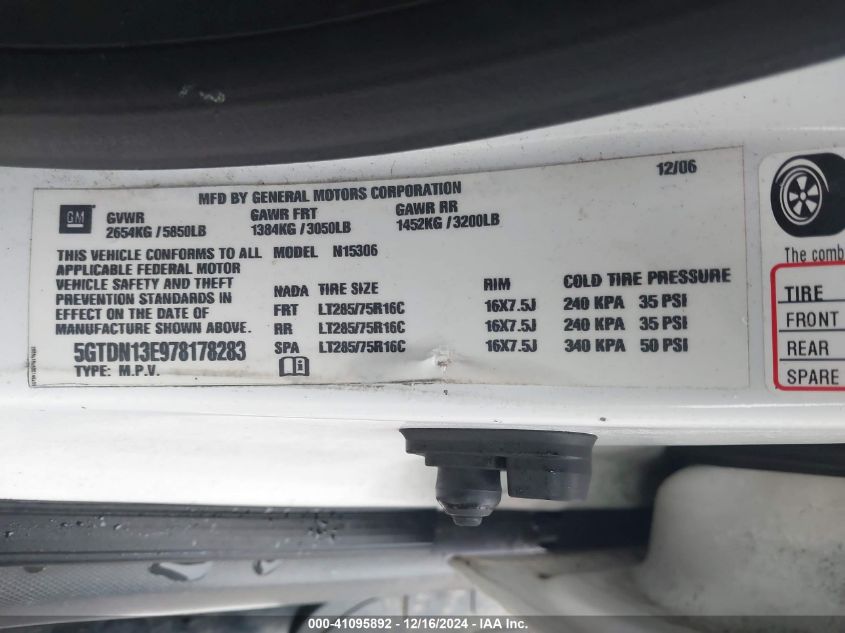 MFD BY GENERAL MOTORS CORPORATION 12/06
GM
GVWR GAWR FRT GAWR RR
2654KG / 5850LB 1384KG / 3050LB 1452KG / 3200LB
THIS VEHICLE CONFORMS TO ALL MODEL N15306
APPLICABLE FEDERAL MOTOR
VEHICLE SAFETY AND THEFT
PREVENTION STANDARDS IN
EFFECT ON THE DATE OF
MANUFACTURE SHOWN ABOVE.
5GTDN13E978178283
TYPE: M.P.V.
NADA TIRE SIZE RIM COLD TIRE PRESSURE
FRT LT285/75R16C 16X7.5J 240 KPA 35 PSI
RR LT285/75R16C 16X7.5J 240 KPA 35 PSI
SPA LT285/75R16C 16X7.5J 340 KPA 50 PSI
The comb
TIRE
FRONT
REAR
SPARE
000-41095892 - 12/16/2024 - IAAI.com